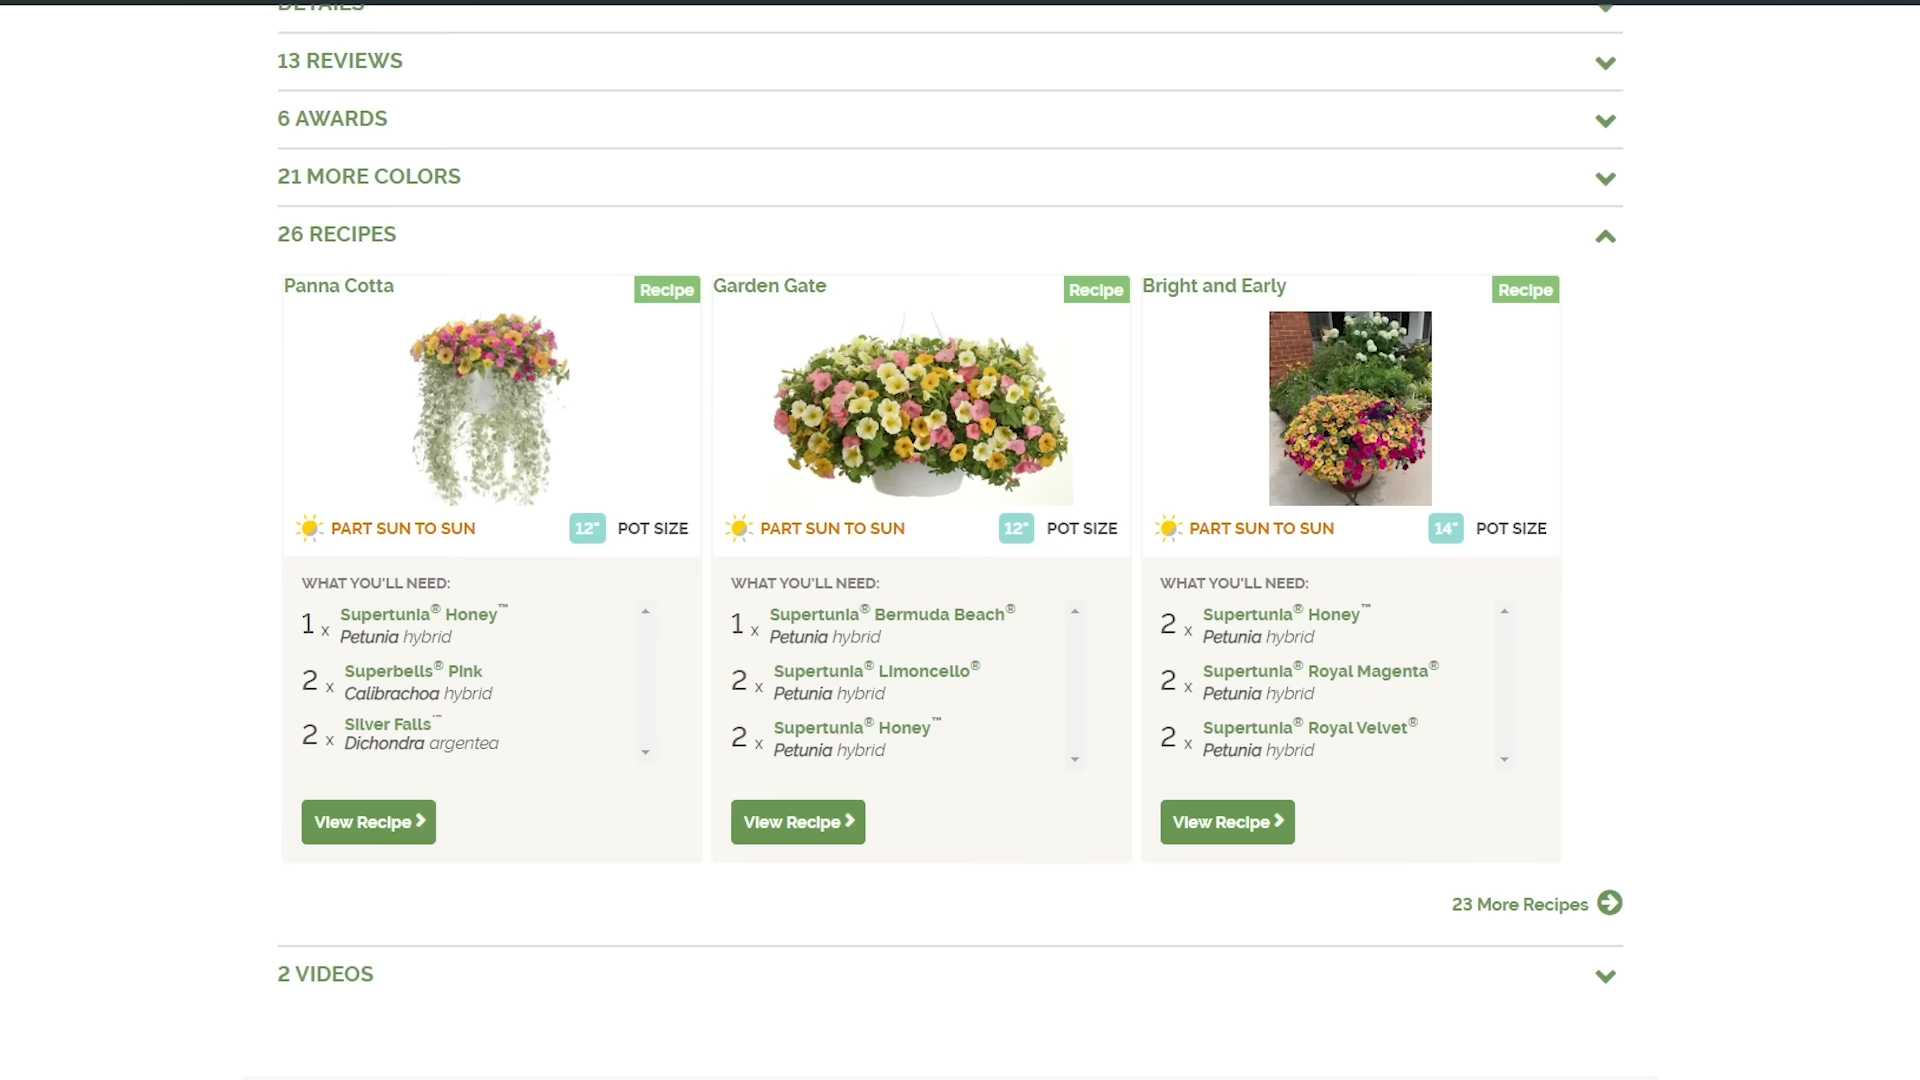 DETAILS
13 REVIEWS
6 AWARDS
21 MORE COLORS
26 RECIPES
Panna Cotta
Recipe
PART SUN TO SUN
12" POT SIZE
WHAT YOU'LL NEED:
1 x Supertunia® Honey™
Petunia hybrid
2 x Superbells® Pink
Calibrachoa hybrid
2 x Silver Falls™
Dichondra argentea
View Recipe
Garden Gate
Recipe
PART SUN TO SUN
12" POT SIZE
WHAT YOU'LL NEED:
1 x Supertunia® Bermuda Beach®
Petunia hybrid
2 x Supertunia® Limoncello®
Petunia hybrid
2 x Supertunia® Honey™
Petunia hybrid
View Recipe
Bright and Early
Recipe
PART SUN TO SUN
14" POT SIZE
WHAT YOU'LL NEED:
2 x Supertunia® Honey™
Petunia hybrid
2 x Supertunia® Royal Magenta®
Petunia hybrid
2 x Supertunia® Royal Velvet®
Petunia hybrid
View Recipe
23 More Recipes
2 VIDEOS